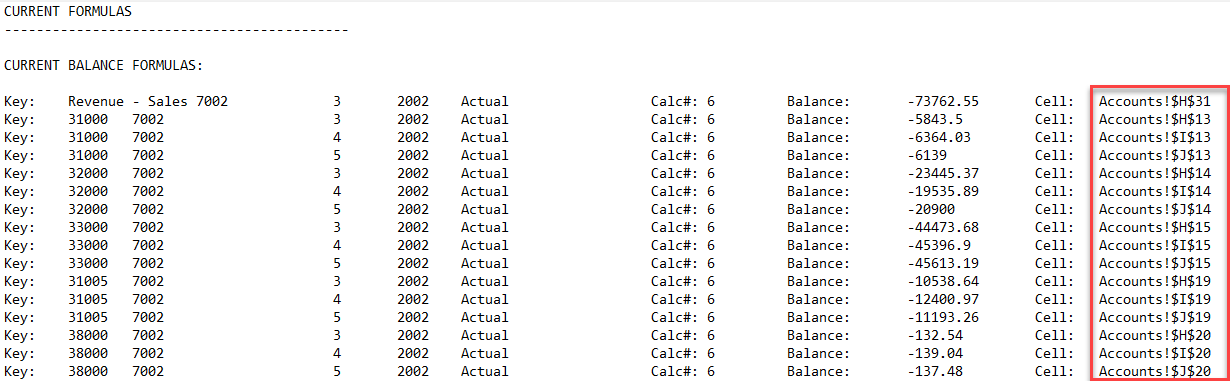 CURRENT FORMULAS
-------------------------------------------
CURRENT BALANCE FORMULAS:
Key: Revenue - Sales 7002 3 2002 Actual Calc#: 6 Balance: -73762.55 Cell: Accounts!$H$31
Key: 31000 7002 3 2002 Actual Calc#: 6 Balance: -5843.5 Cell: Accounts!$H$13
Key: 31000 7002 4 2002 Actual Calc#: 6 Balance: -6364.03 Cell: Accounts!$I$13
Key: 31000 7002 5 2002 Actual Calc#: 6 Balance: -6139 Cell: Accounts!$J$13
Key: 32000 7002 3 2002 Actual Calc#: 6 Balance: -23445.37 Cell: Accounts!$H$14
Key: 32000 7002 4 2002 Actual Calc#: 6 Balance: -19535.89 Cell: Accounts!$I$14
Key: 32000 7002 5 2002 Actual Calc#: 6 Balance: -20900 Cell: Accounts!$J$14
Key: 33000 7002 3 2002 Actual Calc#: 6 Balance: -44473.68 Cell: Accounts!$H$15
Key: 33000 7002 4 2002 Actual Calc#: 6 Balance: -45396.9 Cell: Accounts!$I$15
Key: 33000 7002 5 2002 Actual Calc#: 6 Balance: -45613.19 Cell: Accounts!$J$15
Key: 31005 7002 3 2002 Actual Calc#: 6 Balance: -10538.64 Cell: Accounts!$H$19
Key: 31005 7002 4 2002 Actual Calc#: 6 Balance: -12400.97 Cell: Accounts!$I$19
Key: 31005 7002 5 2002 Actual Calc#: 6 Balance: -11193.26 Cell: Accounts!$J$19
Key: 38000 7002 3 2002 Actual Calc#: 6 Balance: -132.54 Cell: Accounts!$H$20
Key: 38000 7002 4 2002 Actual Calc#: 6 Balance: -139.04 Cell: Accounts!$I$20
Key: 38000 7002 5 2002 Actual Calc#: 6 Balance: -137.48 Cell: Accounts!$J$20